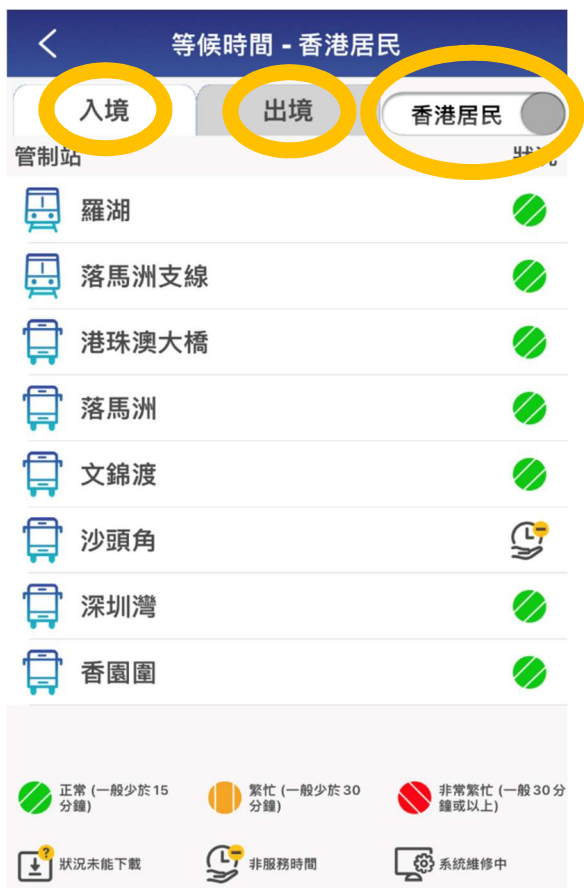 等候時間 - 香港居民
入境
出境
香港居民
管制站
狀況
羅湖
落馬洲支線
港珠澳大橋
落馬洲
文錦渡
沙頭角
深圳灣
香園圍
正常 (一般少於 15
分鐘)
繁忙 (一般少於 30
分鐘)
非常繁忙 (一般 30 分
鐘或以上)
狀況未能下載
非服務時間
系統維修中